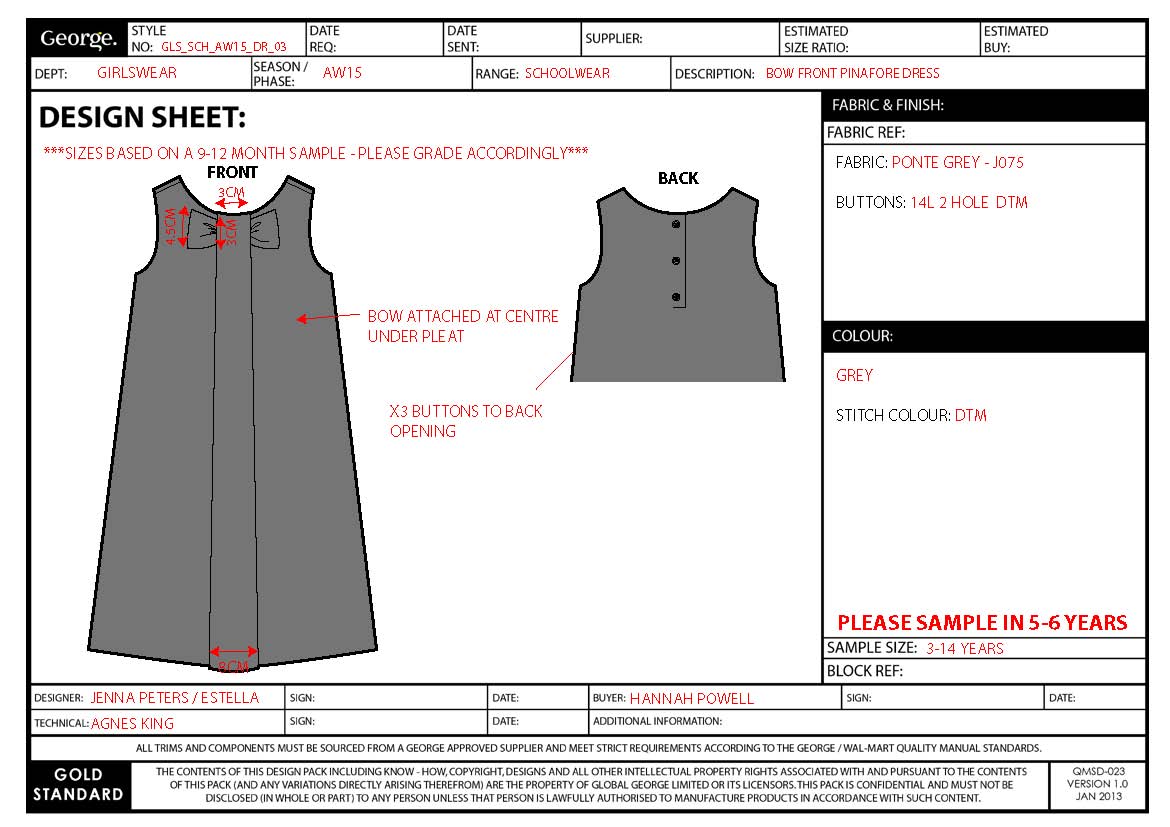 George.
STYLE
NO: GLS_SCH_AW15_DR_03
DATE
REQ:
DATE
SENT:
SUPPLIER:
ESTIMATED
SIZE RATIO:
ESTIMATED
BUY:
DEPT: GIRLSWEAR
SEASON / AW15
PHASE:
RANGE: SCHOOLWEAR
DESCRIPTION: BOW FRONT PINAFORE DRESS
DESIGN SHEET:
***SIZES BASED ON A 9-12 MONTH SAMPLE - PLEASE GRADE ACCORDINGLY***
FRONT
3CM
4.5CM
3CM
BOW ATTACHED AT CENTRE
UNDER PLEAT
8CM
BACK
X3 BUTTONS TO BACK
OPENING
FABRIC & FINISH:
FABRIC REF:
FABRIC: PONTE GREY - J075
BUTTONS: 14L 2 HOLE DTM
COLOUR:
GREY
STITCH COLOUR: DTM
PLEASE SAMPLE IN 5-6 YEARS
SAMPLE SIZE: 3-14 YEARS
BLOCK REF:
DESIGNER: JENNA PETERS / ESTELLA
SIGN:
DATE:
BUYER: HANNAH POWELL
SIGN:
DATE:
TECHNICAL: AGNES KING
SIGN:
DATE:
ADDITIONAL INFORMATION:
ALL TRIMS AND COMPONENTS MUST BE SOURCED FROM A GEORGE APPROVED SUPPLIER AND MEET STRICT REQUIREMENTS ACCORDING TO THE GEORGE / WAL-MART QUALITY MANUAL STANDARDS.
GOLD
STANDARD
THE CONTENTS OF THIS DESIGN PACK INCLUDING KNOW - HOW, COPYRIGHT, DESIGNS AND ALL OTHER INTELLECTUAL PROPERTY RIGHTS ASSOCIATED WITH AND PURSUANT TO THE CONTENTS
OF THIS PACK (AND ANY VARIATIONS DIRECTLY ARISING THEREFROM) ARE THE PROPERTY OF GLOBAL GEORGE LIMITED OR ITS LICENSORS. THIS PACK IS CONFIDENTIAL AND MUST NOT BE
DISCLOSED (IN WHOLE OR PART) TO ANY PERSON UNLESS THAT PERSON IS LAWFULLY AUTHORISED TO MANUFACTURE PRODUCTS IN ACCORDANCE WITH SUCH CONTENT.
QMSD-023
VERSION 1.0
JAN 2013